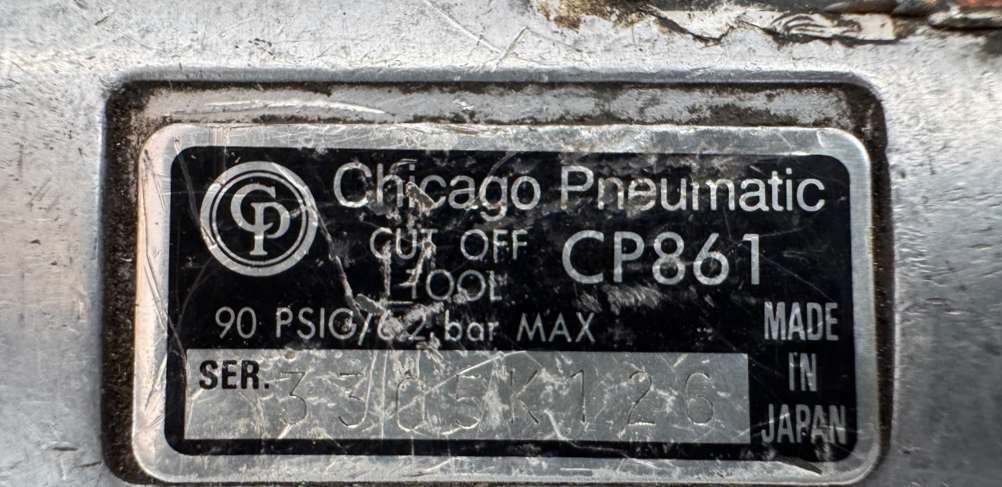 CP Chicago Pneumatic
CUT OFF CP861
TOOL
90 PSIG/6.2 bar MAX
MADE
IN
JAPAN
SER.